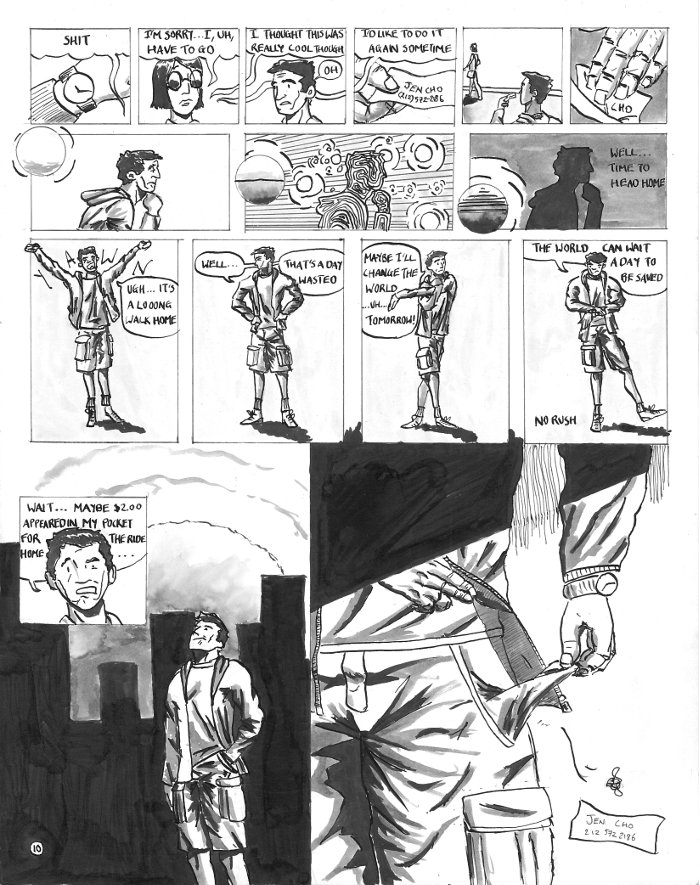 SHIT
I'M SORRY...I, UH,
HAVE TO GO
I THOUGHT THIS WAS
REALLY COOL THOUGH
OH
I'D LIKE TO DO IT
AGAIN SOMETIME
JEN CHO
CHO
WELL...
TIME TO
HEAD HOME
UGH... IT'S
A LOOONG
WALK HOME
WELL...
THAT'S A DAY
WASTED
MAYBE I'LL
CHANGE THE
WORLD
...UH...
TOMORROW!
THE WORLD CAN WAIT
A DAY TO
BE SAVED
NO RUSH
WAIT... MAYBE $2.00
APPEARED IN MY POCKET
FOR THE RIDE
HOME ...
JEN CHO
212 572 2186
10